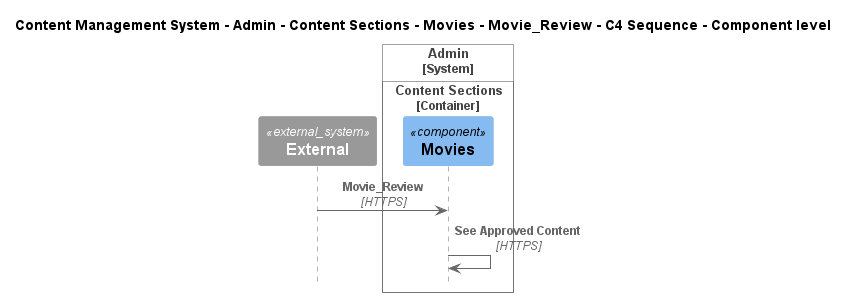 Content Management System - Admin - Content Sections - Movies - Movie_Review - C4 Sequence - Component level
Admin
[System]
Content Sections
[Container]
«external_system»
External
«component»
Movies
Movie_Review
[HTTPS]
See Approved Content
[HTTPS]